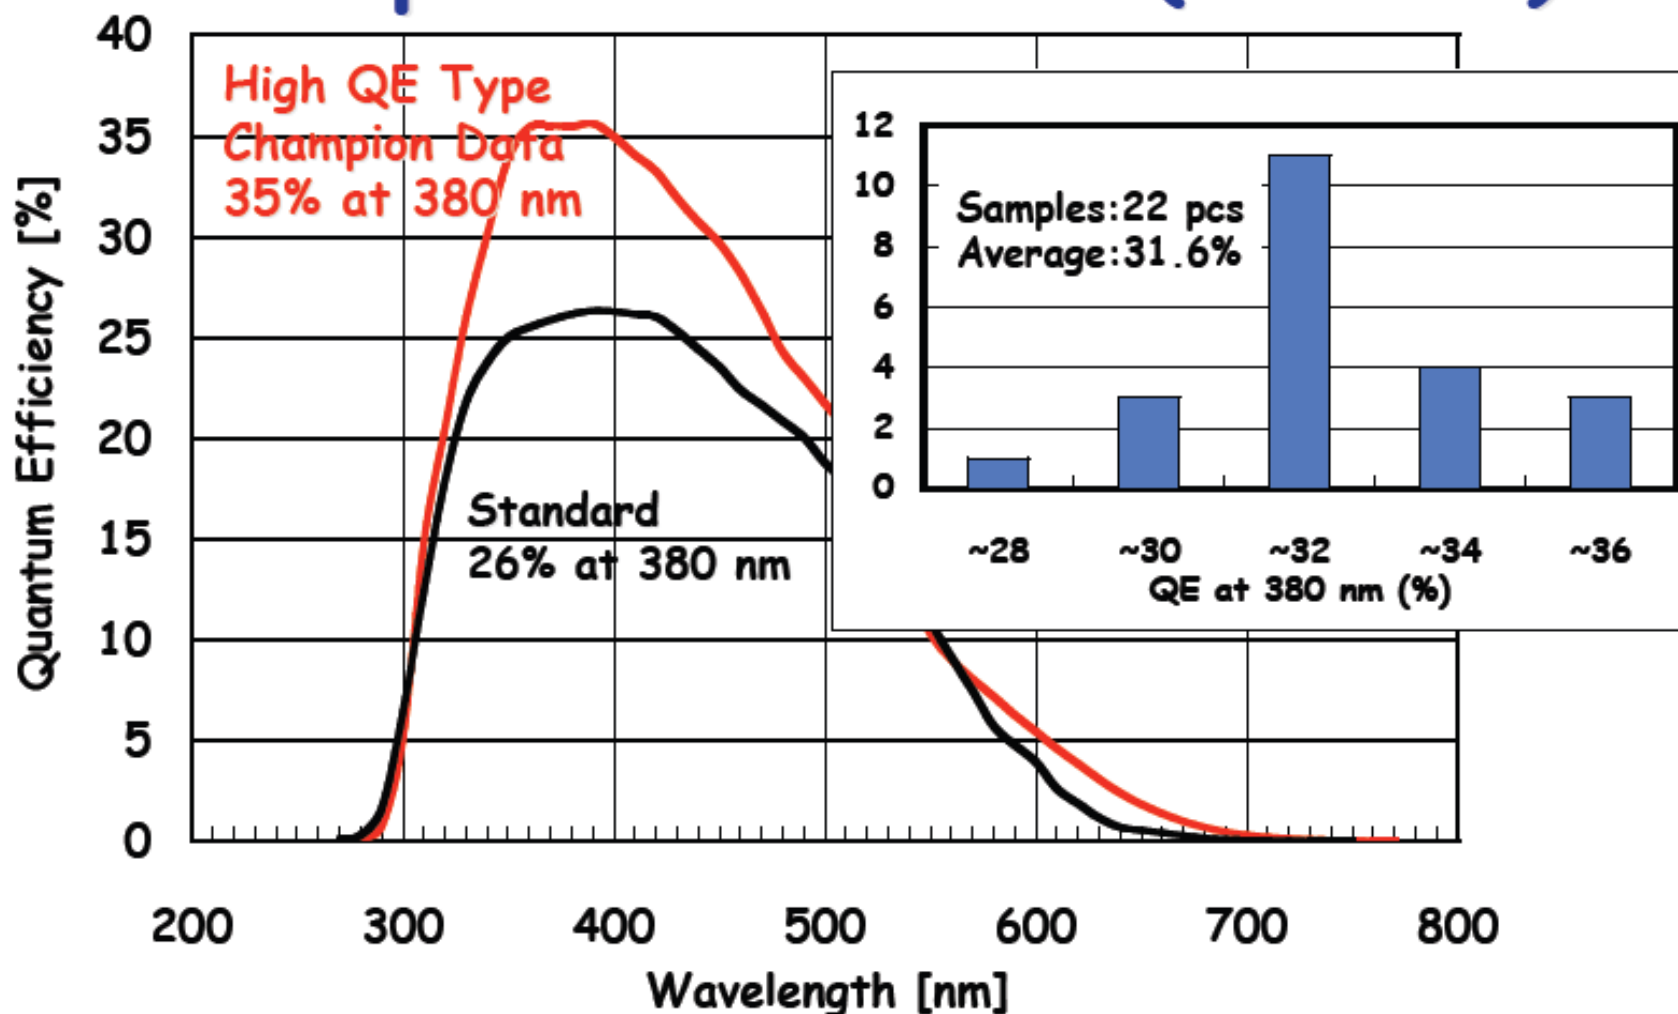 40
35
30
25
20
15
10
5
0
Quantum Efficiency [%]
High QE Type
Champion Data
35% at 380 nm
Standard
26% at 380 nm
200 300 400 500 600 700 800
Wavelength [nm]
12
10
8
6
4
2
0
Samples:22 pcs
Average:31.6%
~28 ~30 ~32 ~34 ~36
QE at 380 nm (%)